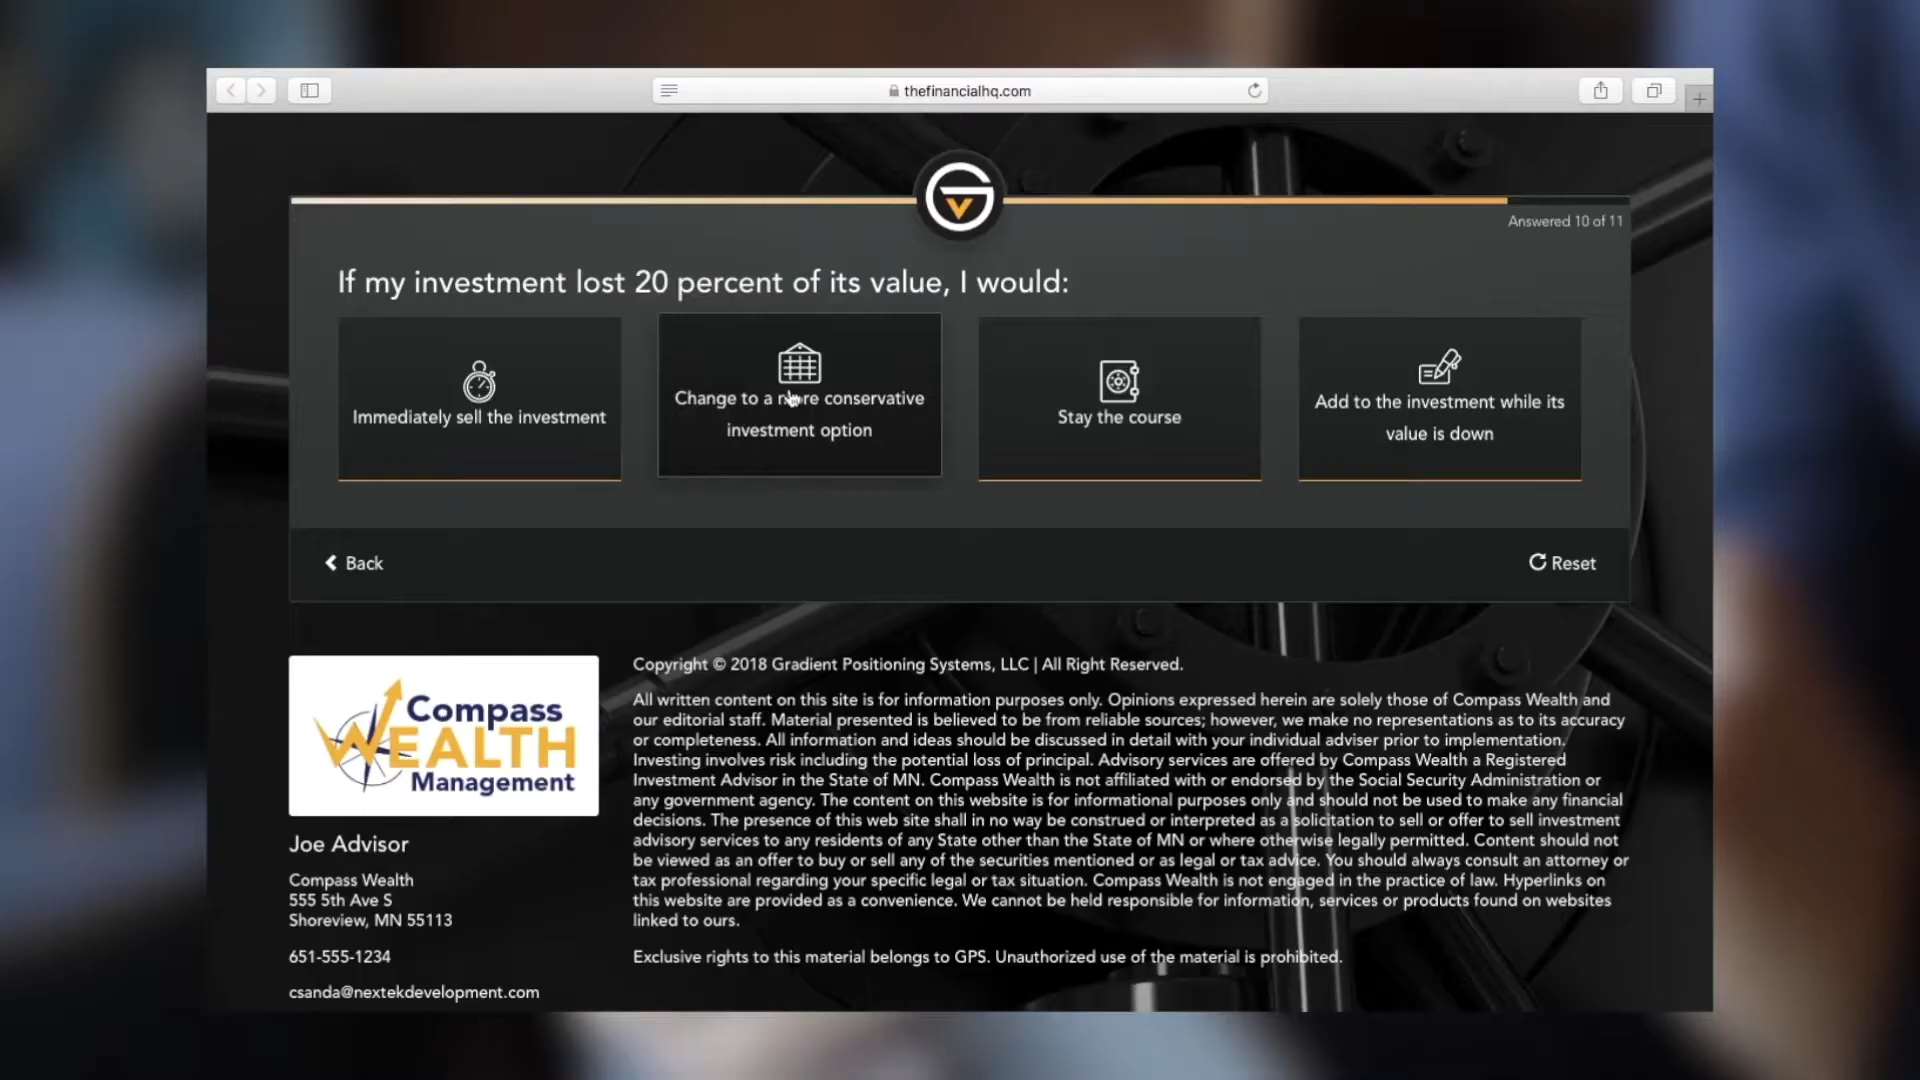 thefinancialhq.com
Answered 10 of 11
If my investment lost 20 percent of its value, I would:
Immediately sell the investment
Change to a more conservative
investment option
Stay the course
Add to the investment while its
value is down
Back
Reset
Compass
WEALTH
Management
Joe Advisor
Compass Wealth
555 5th Ave S
Shoreview, MN 55113
651-555-1234
csanda@nextekdevelopment.com
Copyright © 2018 Gradient Positioning Systems, LLC | All Right Reserved.
All written content on this site is for information purposes only. Opinions expressed herein are solely those of Compass Wealth and
our editorial staff. Material presented is believed to be from reliable sources; however, we make no representations as to its accuracy
or completeness. All information and ideas should be discussed in detail with your individual adviser prior to implementation.
Investing involves risk including the potential loss of principal. Advisory services are offered by Compass Wealth a Registered
Investment Advisor in the State of MN. Compass Wealth is not affiliated with or endorsed by the Social Security Administration or
any government agency. The content on this website is for informational purposes only and should not be used to make any financial
decisions. The presence of this web site shall in no way be construed or interpreted as a solicitation to sell or offer to sell investment
advisory services to any residents of any State other than the State of MN or where otherwise legally permitted. Content should not
be viewed as an offer to buy or sell any of the securities mentioned or as legal or tax advice. You should always consult an attorney or
tax professional regarding your specific legal or tax situation. Compass Wealth is not engaged in the practice of law. Hyperlinks on
this website are provided as a convenience. We cannot be held responsible for information, services or products found on websites
linked to ours.
Exclusive rights to this material belongs to GPS. Unauthorized use of the material is prohibited.